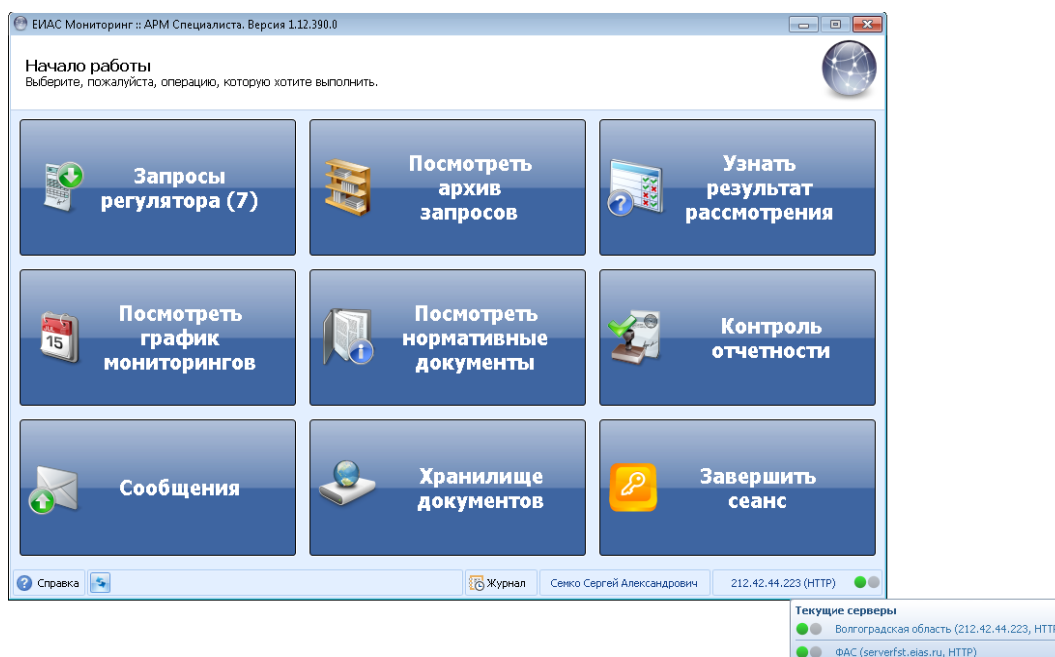 ЕИАС Мониторинг :: АРМ Специалиста. Версия 1.12.390.0
Начало работы
Выберите, пожалуйста, операцию, которую хотите выполнить.
Запросы
регулятора (7)
Посмотреть
архив
запросов
Узнать
результат
рассмотрения
Посмотреть
график
мониторингов
15
Посмотреть
нормативные
документы
Контроль
отчетности
Сообщения
Хранилище
документов
Завершить
сеанс
Справка
Журнал
Семко Сергей Александрович
212.42.44.223 (HTTP)
Текущие серверы
Волгоградская область (212.42.44.223, HTTP
ФАС (serverfst.eias.ru, HTTP)